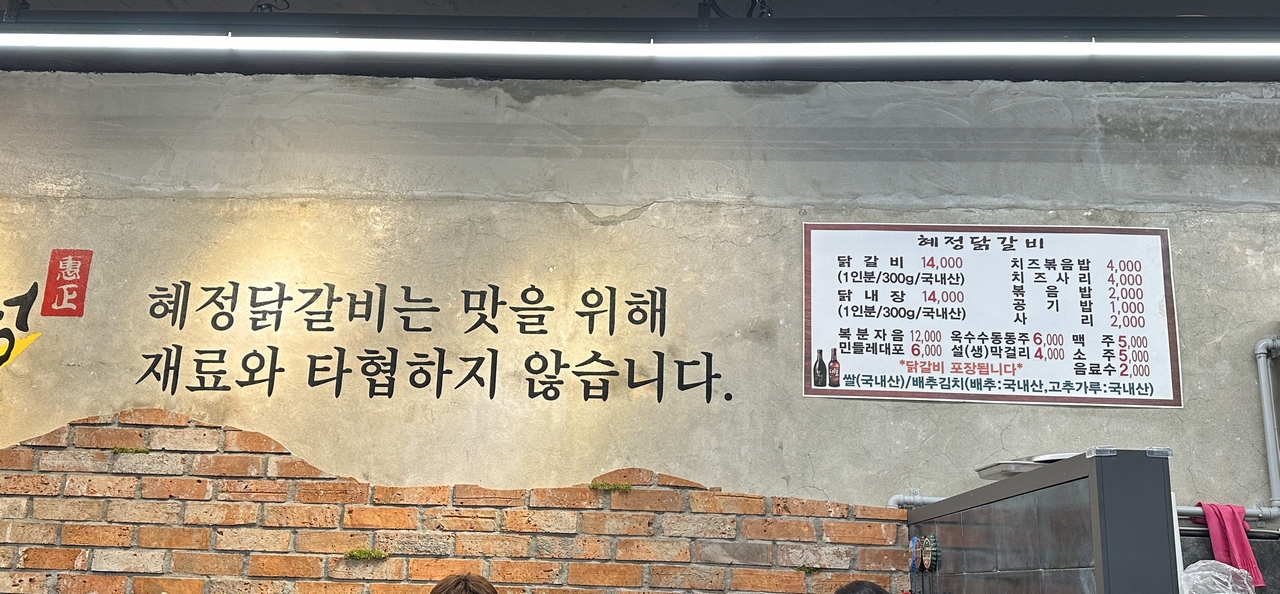 惠正
혜정닭갈비는 맛을 위해
재료와 타협하지 않습니다.
혜정닭갈비
닭갈비 14,000
(1인분/300g/국내산)
닭내장 14,000
(1인분/300g/국내산)
치즈볶음밥 4,000
치즈사리 4,000
볶음밥 2,000
공기밥 1,000
사리 2,000
복분자음 12,000 옥수수동동주 6,000 맥주 5,000
민들레대포 6,000 설(생)막걸리 4,000 소주 5,000
*닭갈비 포장됩니다* 음료수 2,000
쌀(국내산)/배추김치(배추:국내산,고추가루:국내산)